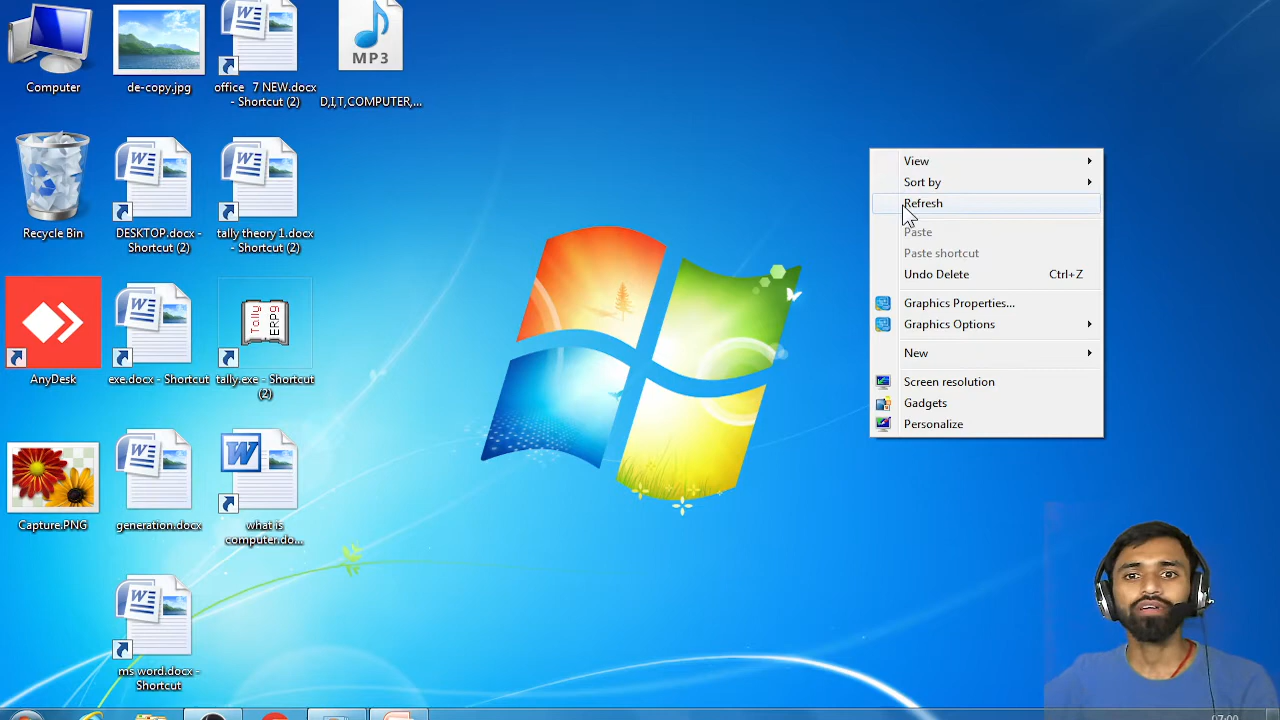 Computer
de-copy.jpg
office 7 NEW.docx
- Shortcut (2)
MP3
D,I,T,COMPUTER,...
Recycle Bin
DESKTOP.docx -
Shortcut (2)
tally theory 1.docx
- Shortcut (2)
AnyDesk
exe.docx - Shortcut
Tally
ERP9
tally.exe - Shortcut
(2)
Capture.PNG
generation.docx
what is
computer.do...
ms word.docx -
Shortcut
View
Sort by
Refresh
Paste
Paste shortcut
Undo Delete Ctrl+Z
Graphics Properties...
Graphics Options
New
Screen resolution
Gadgets
Personalize